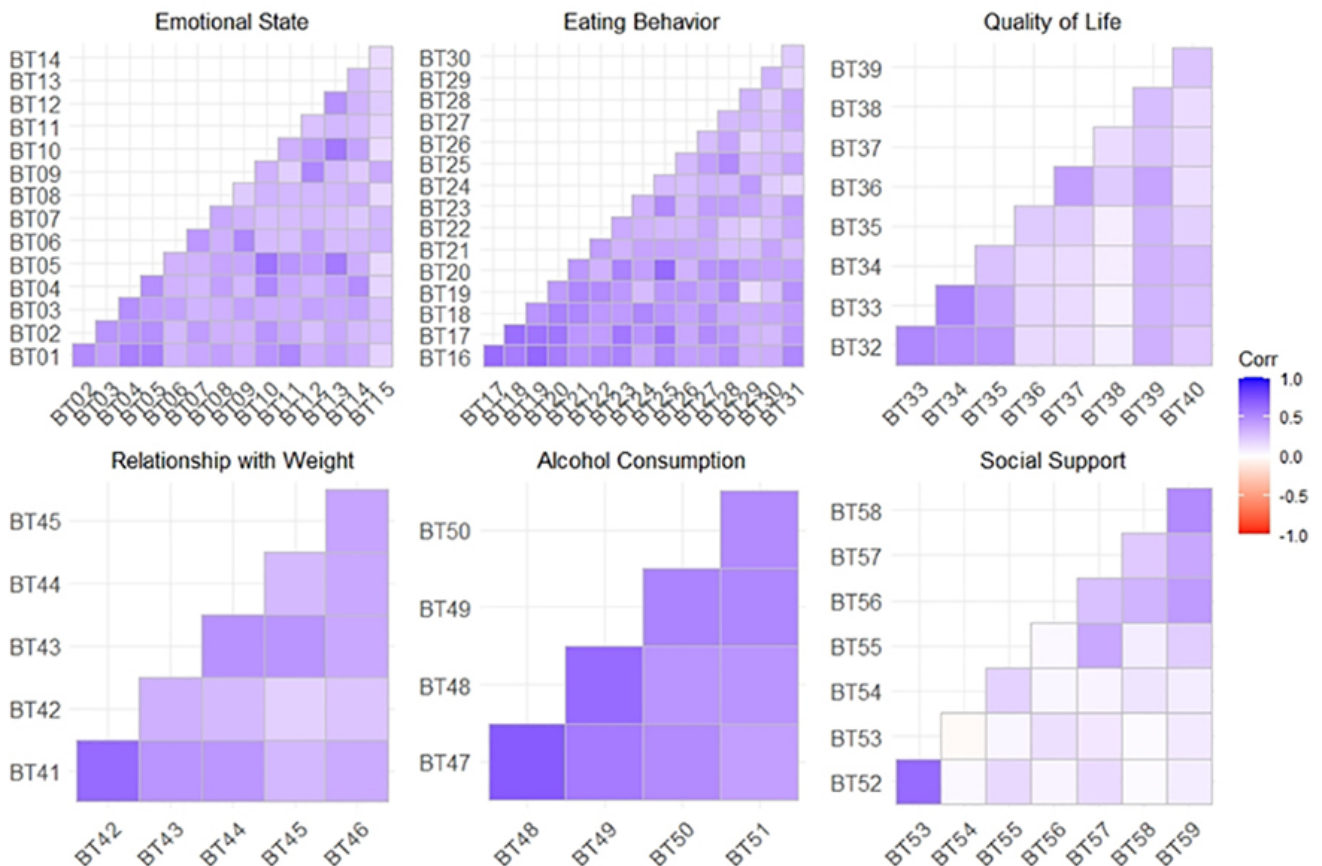 Emotional State
BT14
BT13
BT12
BT11
BT10
BT09
BT08
BT07
BT06
BT05
BT04
BT03
BT02
BT01
BT02 BT03 BT04 BT05 BT06 BT07 BT08 BT09 BT10 BT11 BT12 BT13 BT14 BT15
Eating Behavior
BT30
BT29
BT28
BT27
BT26
BT25
BT24
BT23
BT22
BT21
BT20
BT19
BT18
BT17
BT16
BT17 BT18 BT19 BT20 BT21 BT22 BT23 BT24 BT25 BT26 BT27 BT28 BT29 BT30 BT31
Quality of Life
BT39
BT38
BT37
BT36
BT35
BT34
BT33
BT32
BT33 BT34 BT35 BT36 BT37 BT38 BT39 BT40
Corr
1.0
0.5
0.0
-0.5
-1.0
Relationship with Weight
BT45
BT44
BT43
BT42
BT41
BT42 BT43 BT44 BT45 BT46
Alcohol Consumption
BT50
BT49
BT48
BT47
BT48 BT49 BT50 BT51
Social Support
BT58
BT57
BT56
BT55
BT54
BT53
BT52
BT53 BT54 BT55 BT56 BT57 BT58 BT59